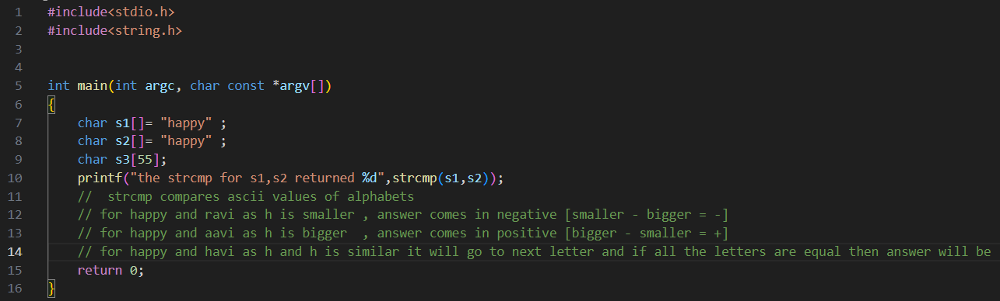 1 #include<stdio.h>
2 #include<string.h>
3
4
5 int main(int argc, char const *argv[])
6 {
7     char s1[]= "happy" ;
8     char s2[]= "happy" ;
9     char s3[55];
10     printf("the strcmp for s1,s2 returned %d",strcmp(s1,s2));
11     //  strcmp compares ascii values of alphabets
12     // for happy and ravi as h is smaller , answer comes in negative [smaller - bigger = -]
13     // for happy and aavi as h is bigger  , answer comes in positive [bigger - smaller = +]
14     // for happy and havi as h and h is similar it will go to next letter and if all the letters are equal then answer will be
15     return 0;
16 }